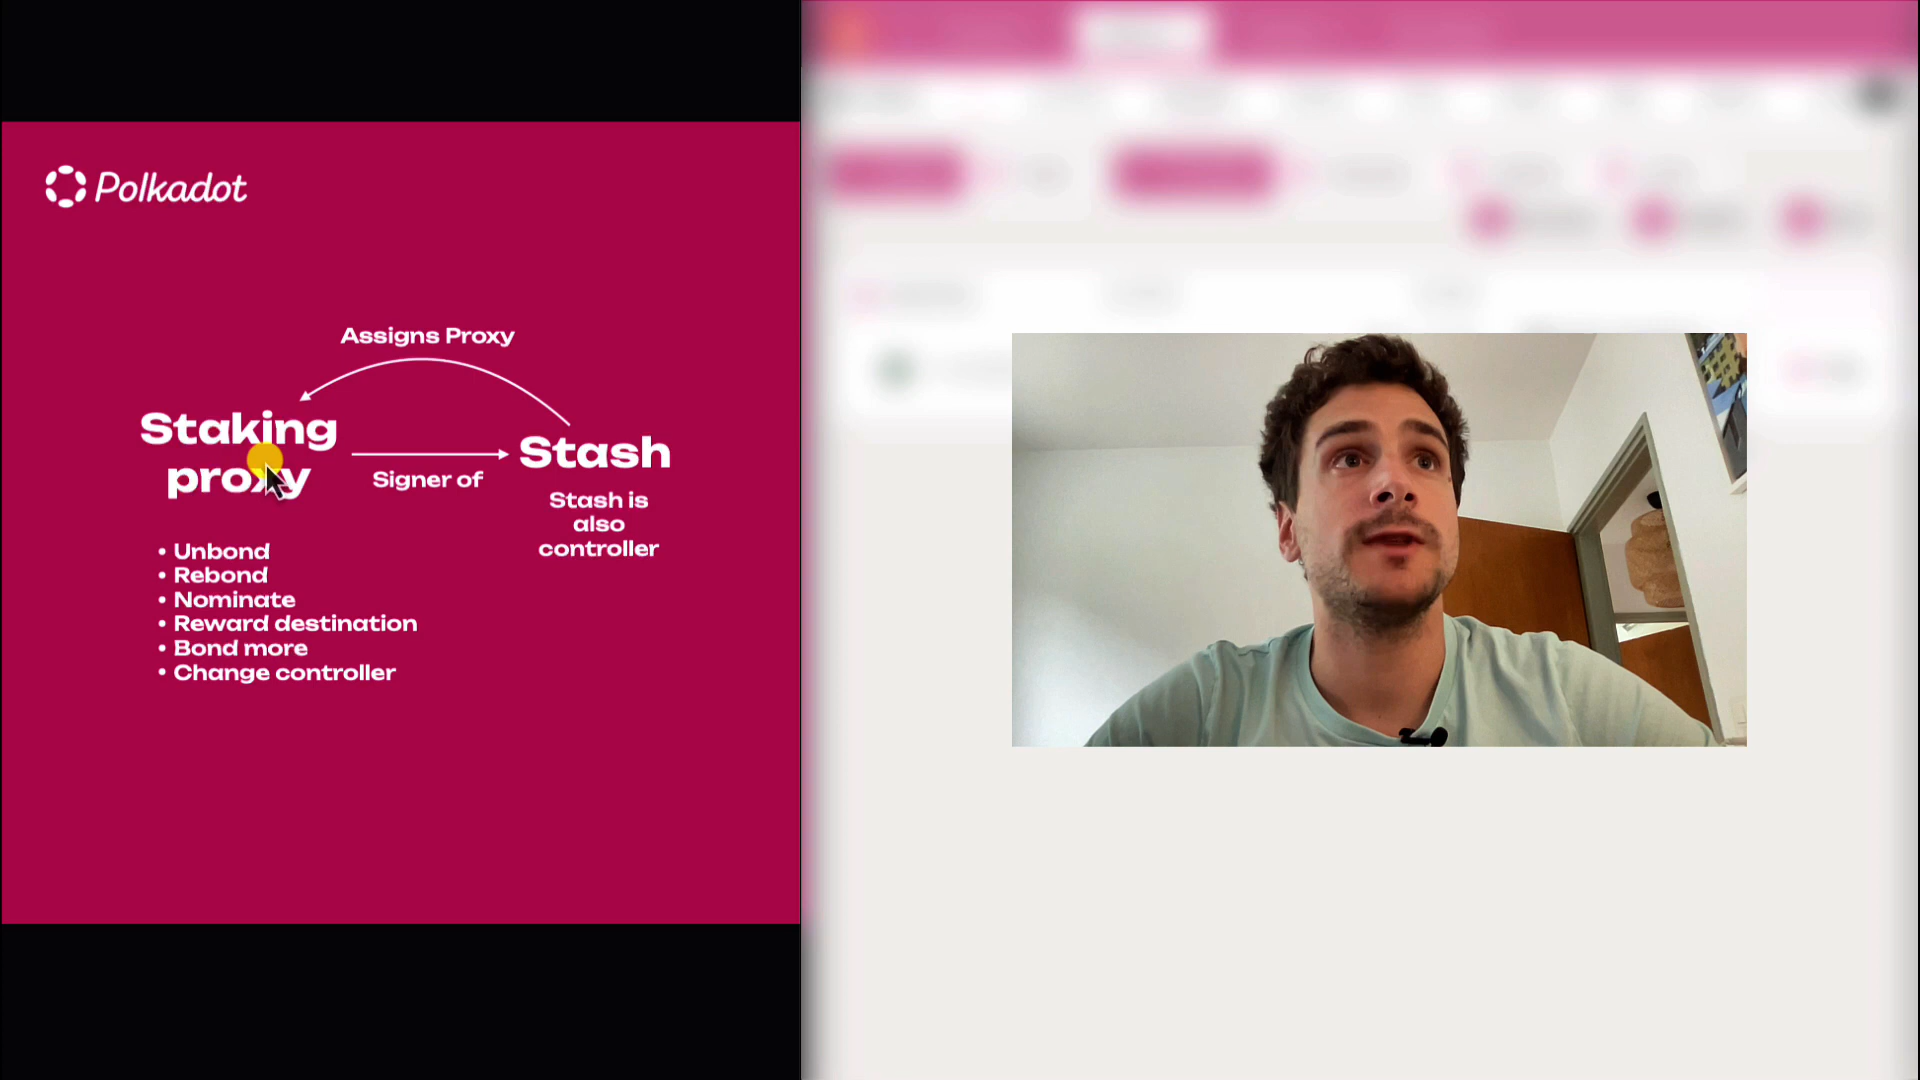 Polkadot
Assigns Proxy
Staking
proxy
Signer of
Stash
Stash is
also
controller
• Unbond
• Rebond
• Nominate
• Reward destination
• Bond more
• Change controller